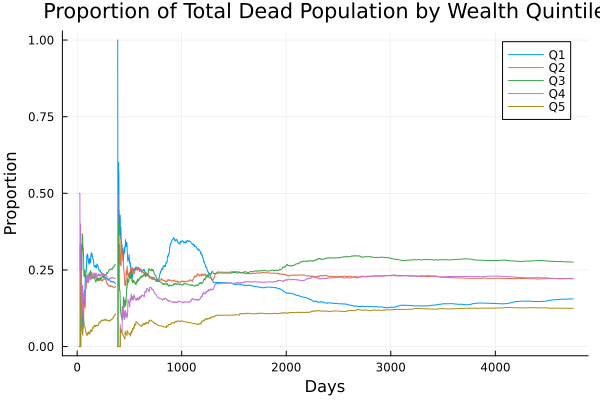 Proportion of Total Dead Population by Wealth Quintile
1.00
0.75
0.50
0.25
0.00
Proportion
0
1000
2000
3000
4000
Days
Q1
Q2
Q3
Q4
Q5